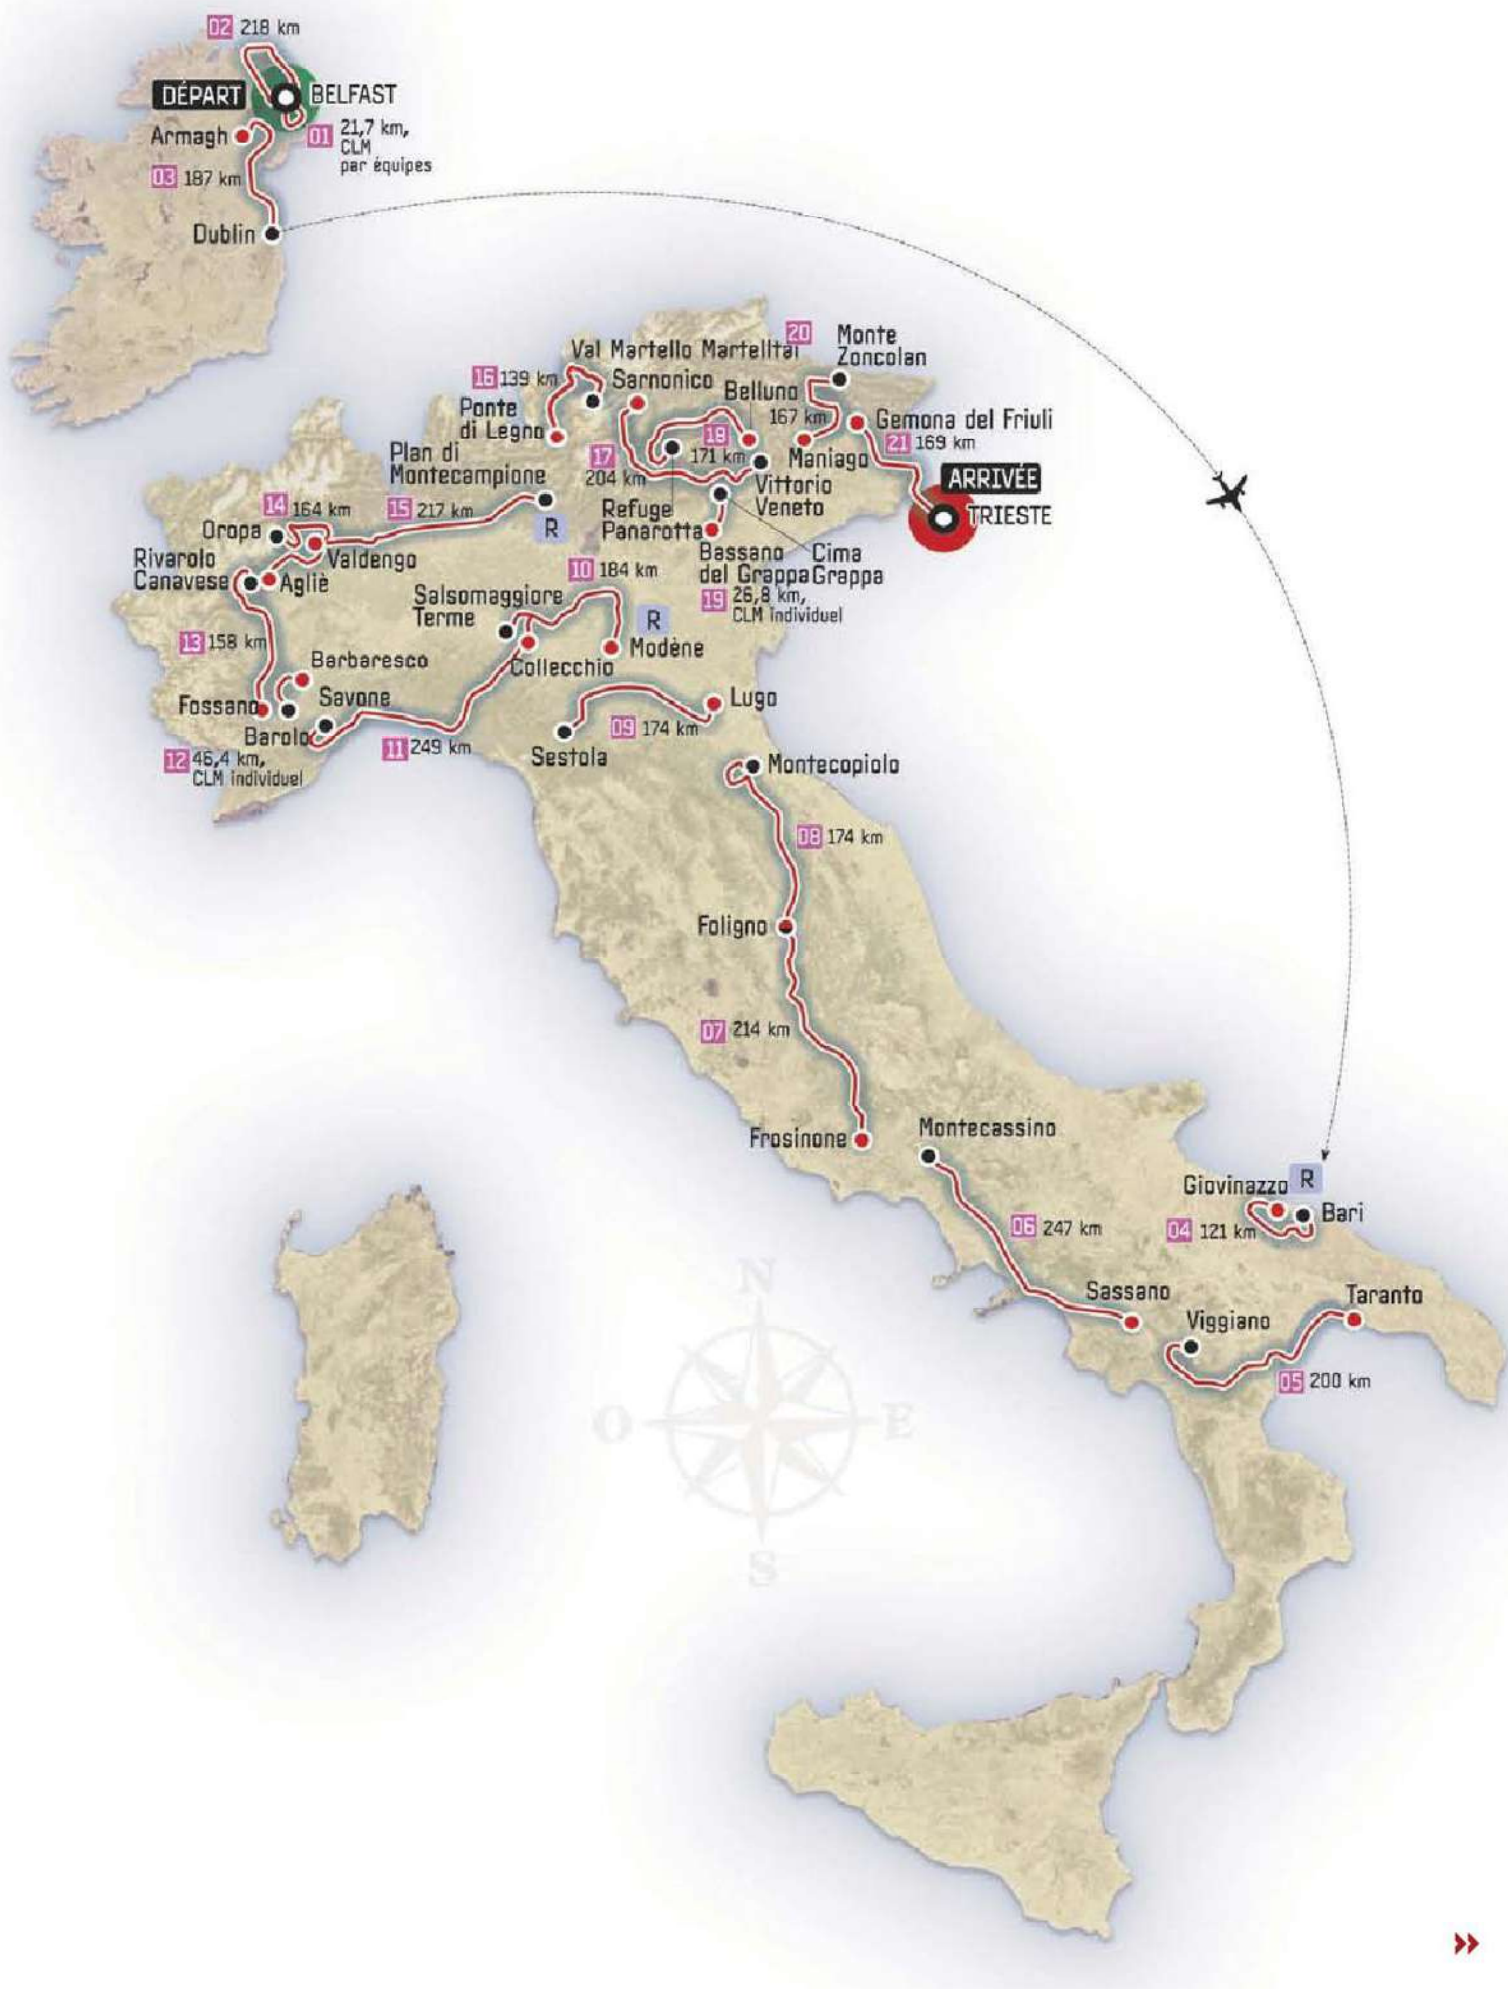 02 218 km
DÉPART
BELFAST
Armagh
01
21,7 km,
CLM
par équipes
03 187 km
Dublin
20
Monte
Zoncolan
Val Martello Martelltal
16 139 km
Sarnonico
Belluno
Ponte
di Legno
167 km
Gemona del Friuli
21 169 km
18
171 km
Maniago
17
204 km
Plan di
Montecampione
ARRIVÉE
TRIESTE
Vittorio
Veneto
14 164 km
15 217 km
R
Refuge
Panarotta
Oropa
Rivarolo
Canavese
Valdengo
Agliè
Bassano
del Grappa
Cima
Grappa
19 26,8 km,
CLM individuel
10 184 km
Salsomaggiore
Terme
R
Modène
Collecchio
13 158 km
Barbaresco
Savone
Fossano
Barolo
12 46,4 km,
CLM individuel
11 249 km
Lugo
09 174 km
Sestola
Montecopiolo
08 174 km
Foligno
07 214 km
Frosinone
Montecassino
Giovinazzo
R
Bari
04 121 km
06 247 km
Sassano
Viggiano
Taranto
05 200 km
N
O
E
S